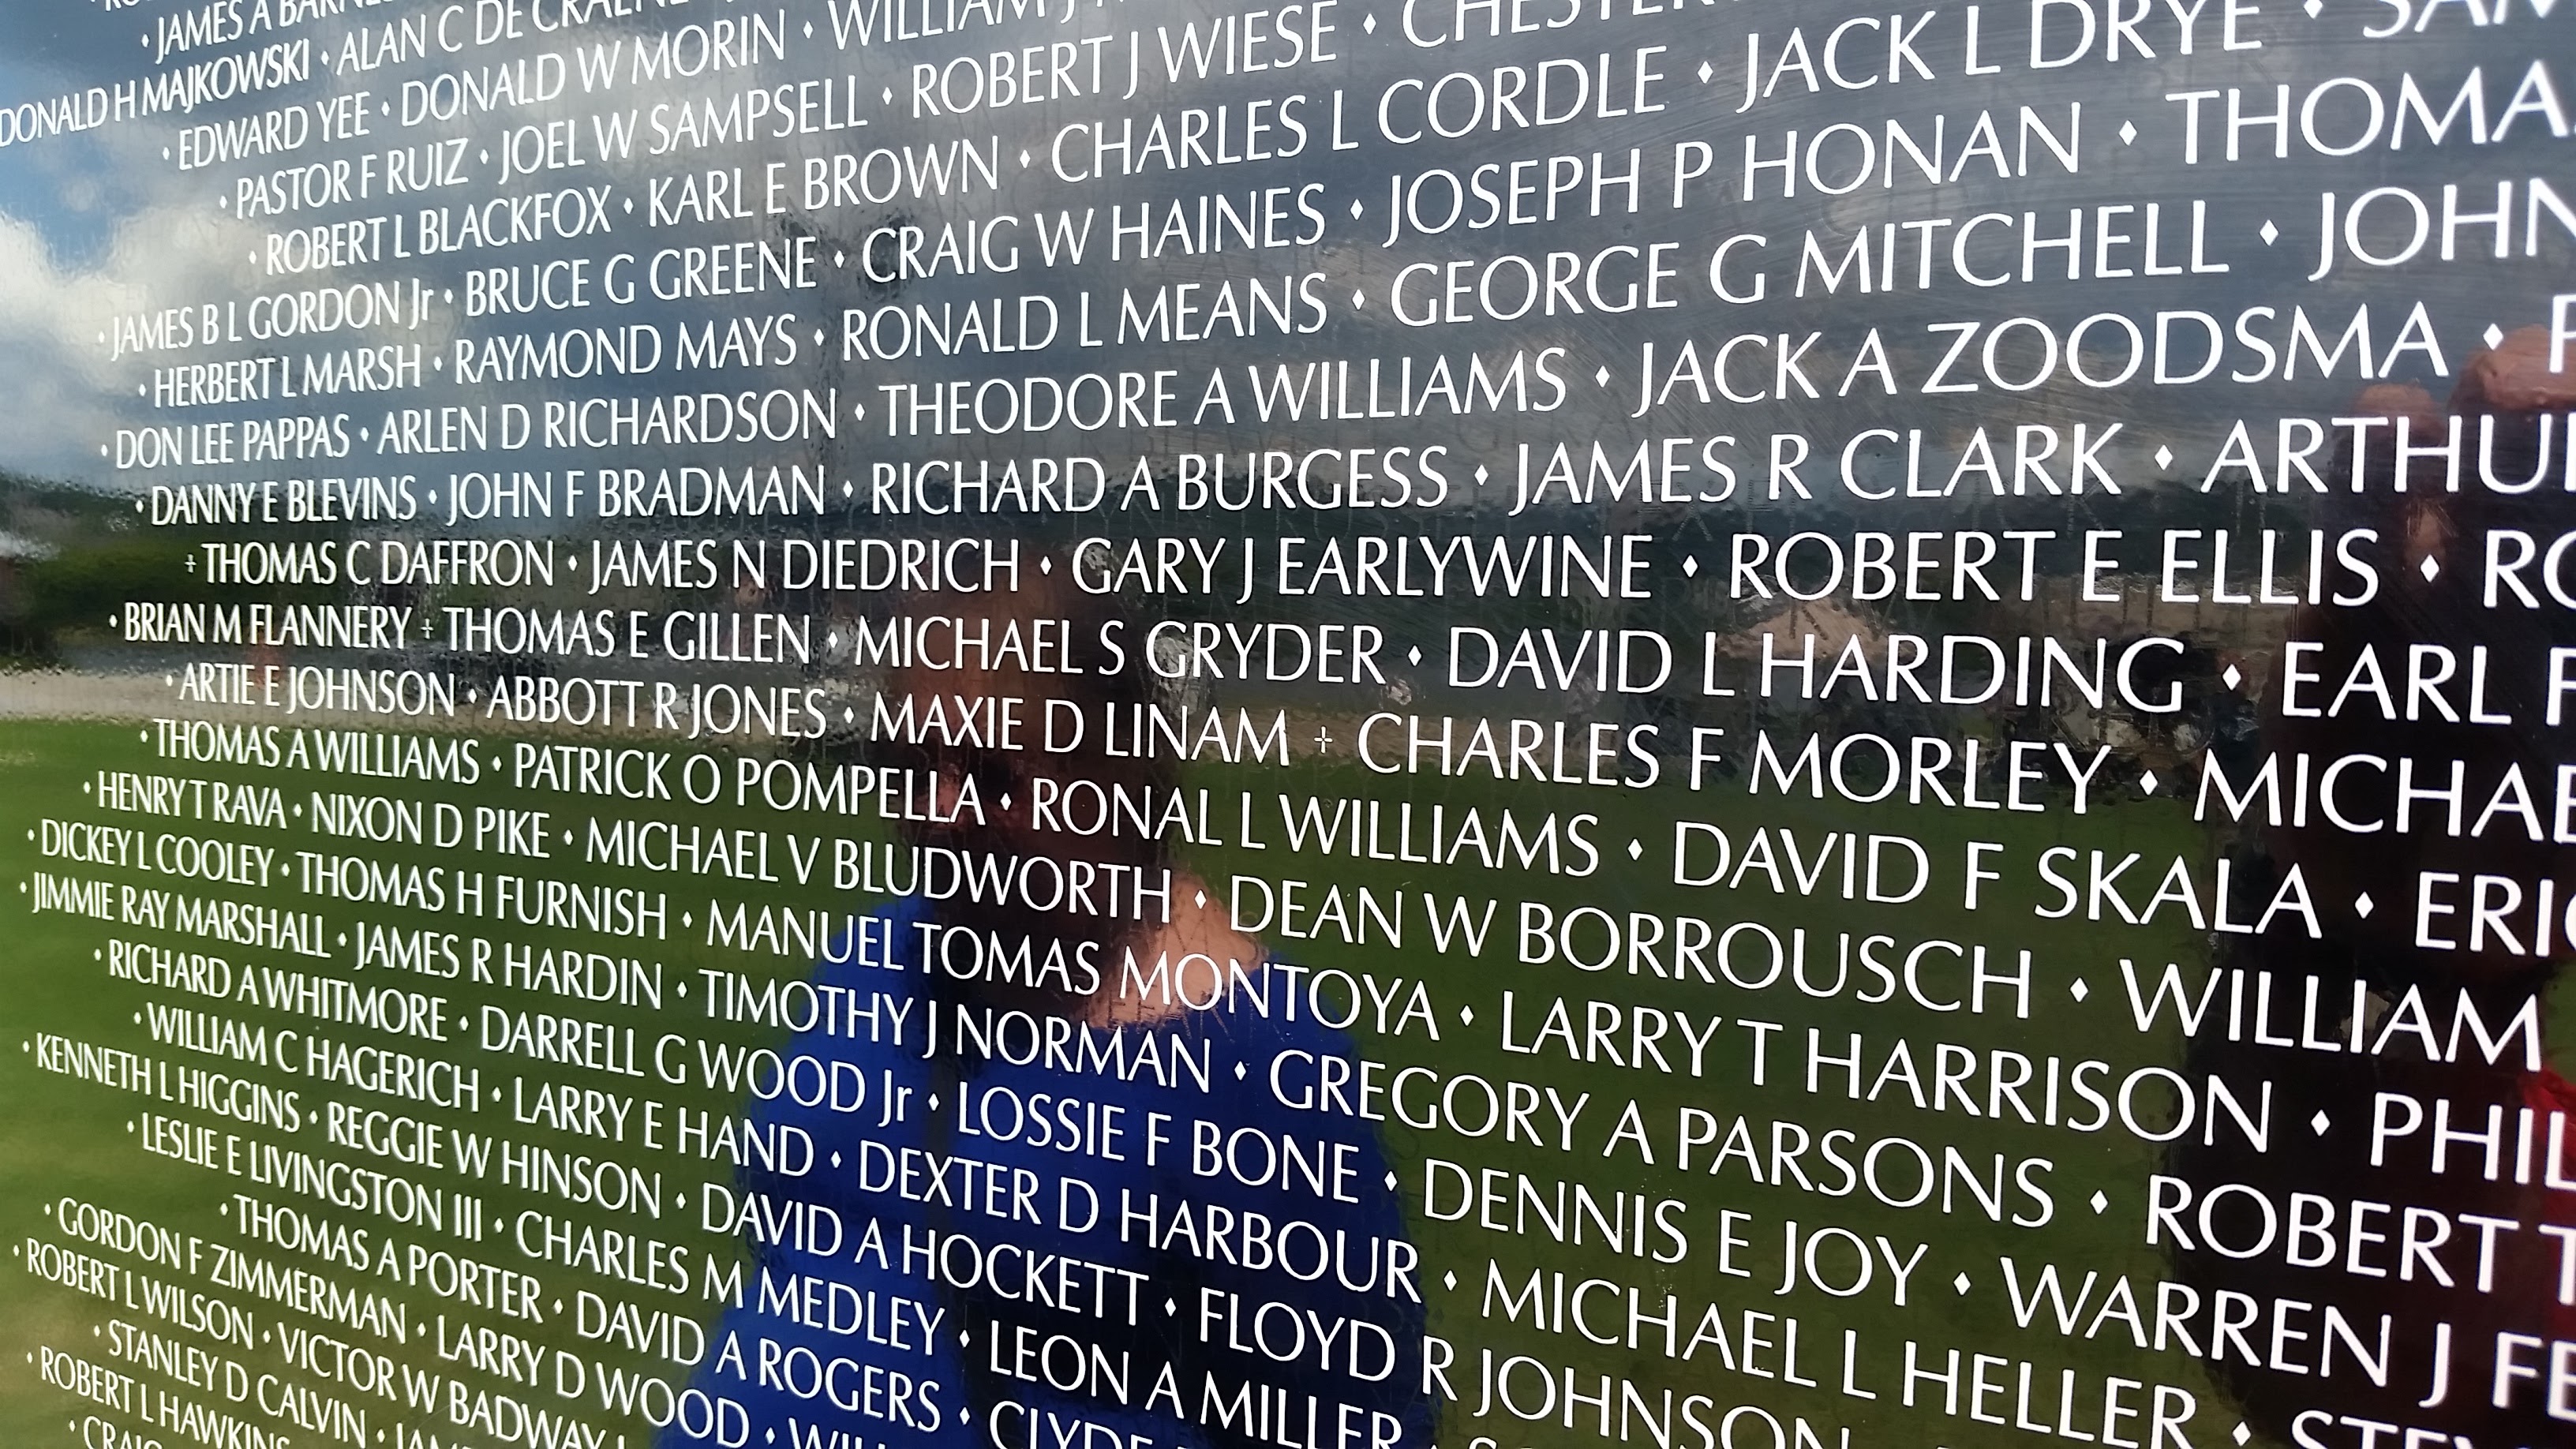 • JAMES A
DONALD H MAJKOWSKI • ALAN C DE
• EDWARD YEE • DONALD W MORIN • WILLIAM J
• PASTOR F RUIZ • JOEL W SAMPSELL • ROBERT J WIESE • CHESTER
• ROBERT L BLACKFOX • KARL E BROWN • CHARLES L CORDLE • JACK L DRYE • SAM
• JAMES B L GORDON Jr • BRUCE G GREENE • CRAIG W HAINES • JOSEPH P HONAN • THOMA
• HERBERT L MARSH • RAYMOND MAYS • RONALD L MEANS • GEORGE G MITCHELL • JOHN
• DON LEE PAPPAS • ARLEN D RICHARDSON • THEODORE A WILLIAMS • JACK A ZOODSMA •
• DANNY E BLEVINS • JOHN F BRADMAN • RICHARD A BURGESS • JAMES R CLARK • ARTHU
‡ THOMAS C DAFFRON • JAMES N DIEDRICH • GARY J EARLYWINE • ROBERT E ELLIS • RO
• BRIAN M FLANNERY ‡ THOMAS E GILLEN • MICHAEL S GRYDER • DAVID L HARDING • EARL F
• ARTIE E JOHNSON • ABBOTT R JONES • MAXIE D LINAM + CHARLES F MORLEY • MICHAE
• THOMAS A WILLIAMS • PATRICK O POMPELLA • RONAL L WILLIAMS • DAVID F SKALA • ERIC
• HENRY T RAVA • NIXON D PIKE • MICHAEL V BLUDWORTH • DEAN W BORROUSCH • WILLIAM
• DICKEY L COOLEY • THOMAS H FURNISH • MANUEL TOMAS MONTOYA • LARRY T HARRISON • PHIL
• JIMMIE RAY MARSHALL • JAMES R HARDIN • TIMOTHY J NORMAN • GREGORY A PARSONS • ROBERT T
• RICHARD A WHITMORE • DARRELL G WOOD Jr • LOSSIE F BONE • DENNIS E JOY • WARREN J FE
• WILLIAM C HAGERICH • LARRY E HAND • DEXTER D HARBOUR • MICHAEL L HELLER • STEV
• KENNETH L HIGGINS • REGGIE W HINSON • DAVID A HOCKETT • FLOYD R JOHNSON
• LESLIE E LIVINGSTON III • CHARLES M MEDLEY • LEON A MILLER •
• THOMAS A PORTER • DAVID A ROGERS • CLYDE
• GORDON F ZIMMERMAN • LARRY D WOOD •
• ROBERT L WILSON • VICTOR W BADWAY
• STANLEY D CALVIN •
• ROBERT L HAWKINS
• CRAIG